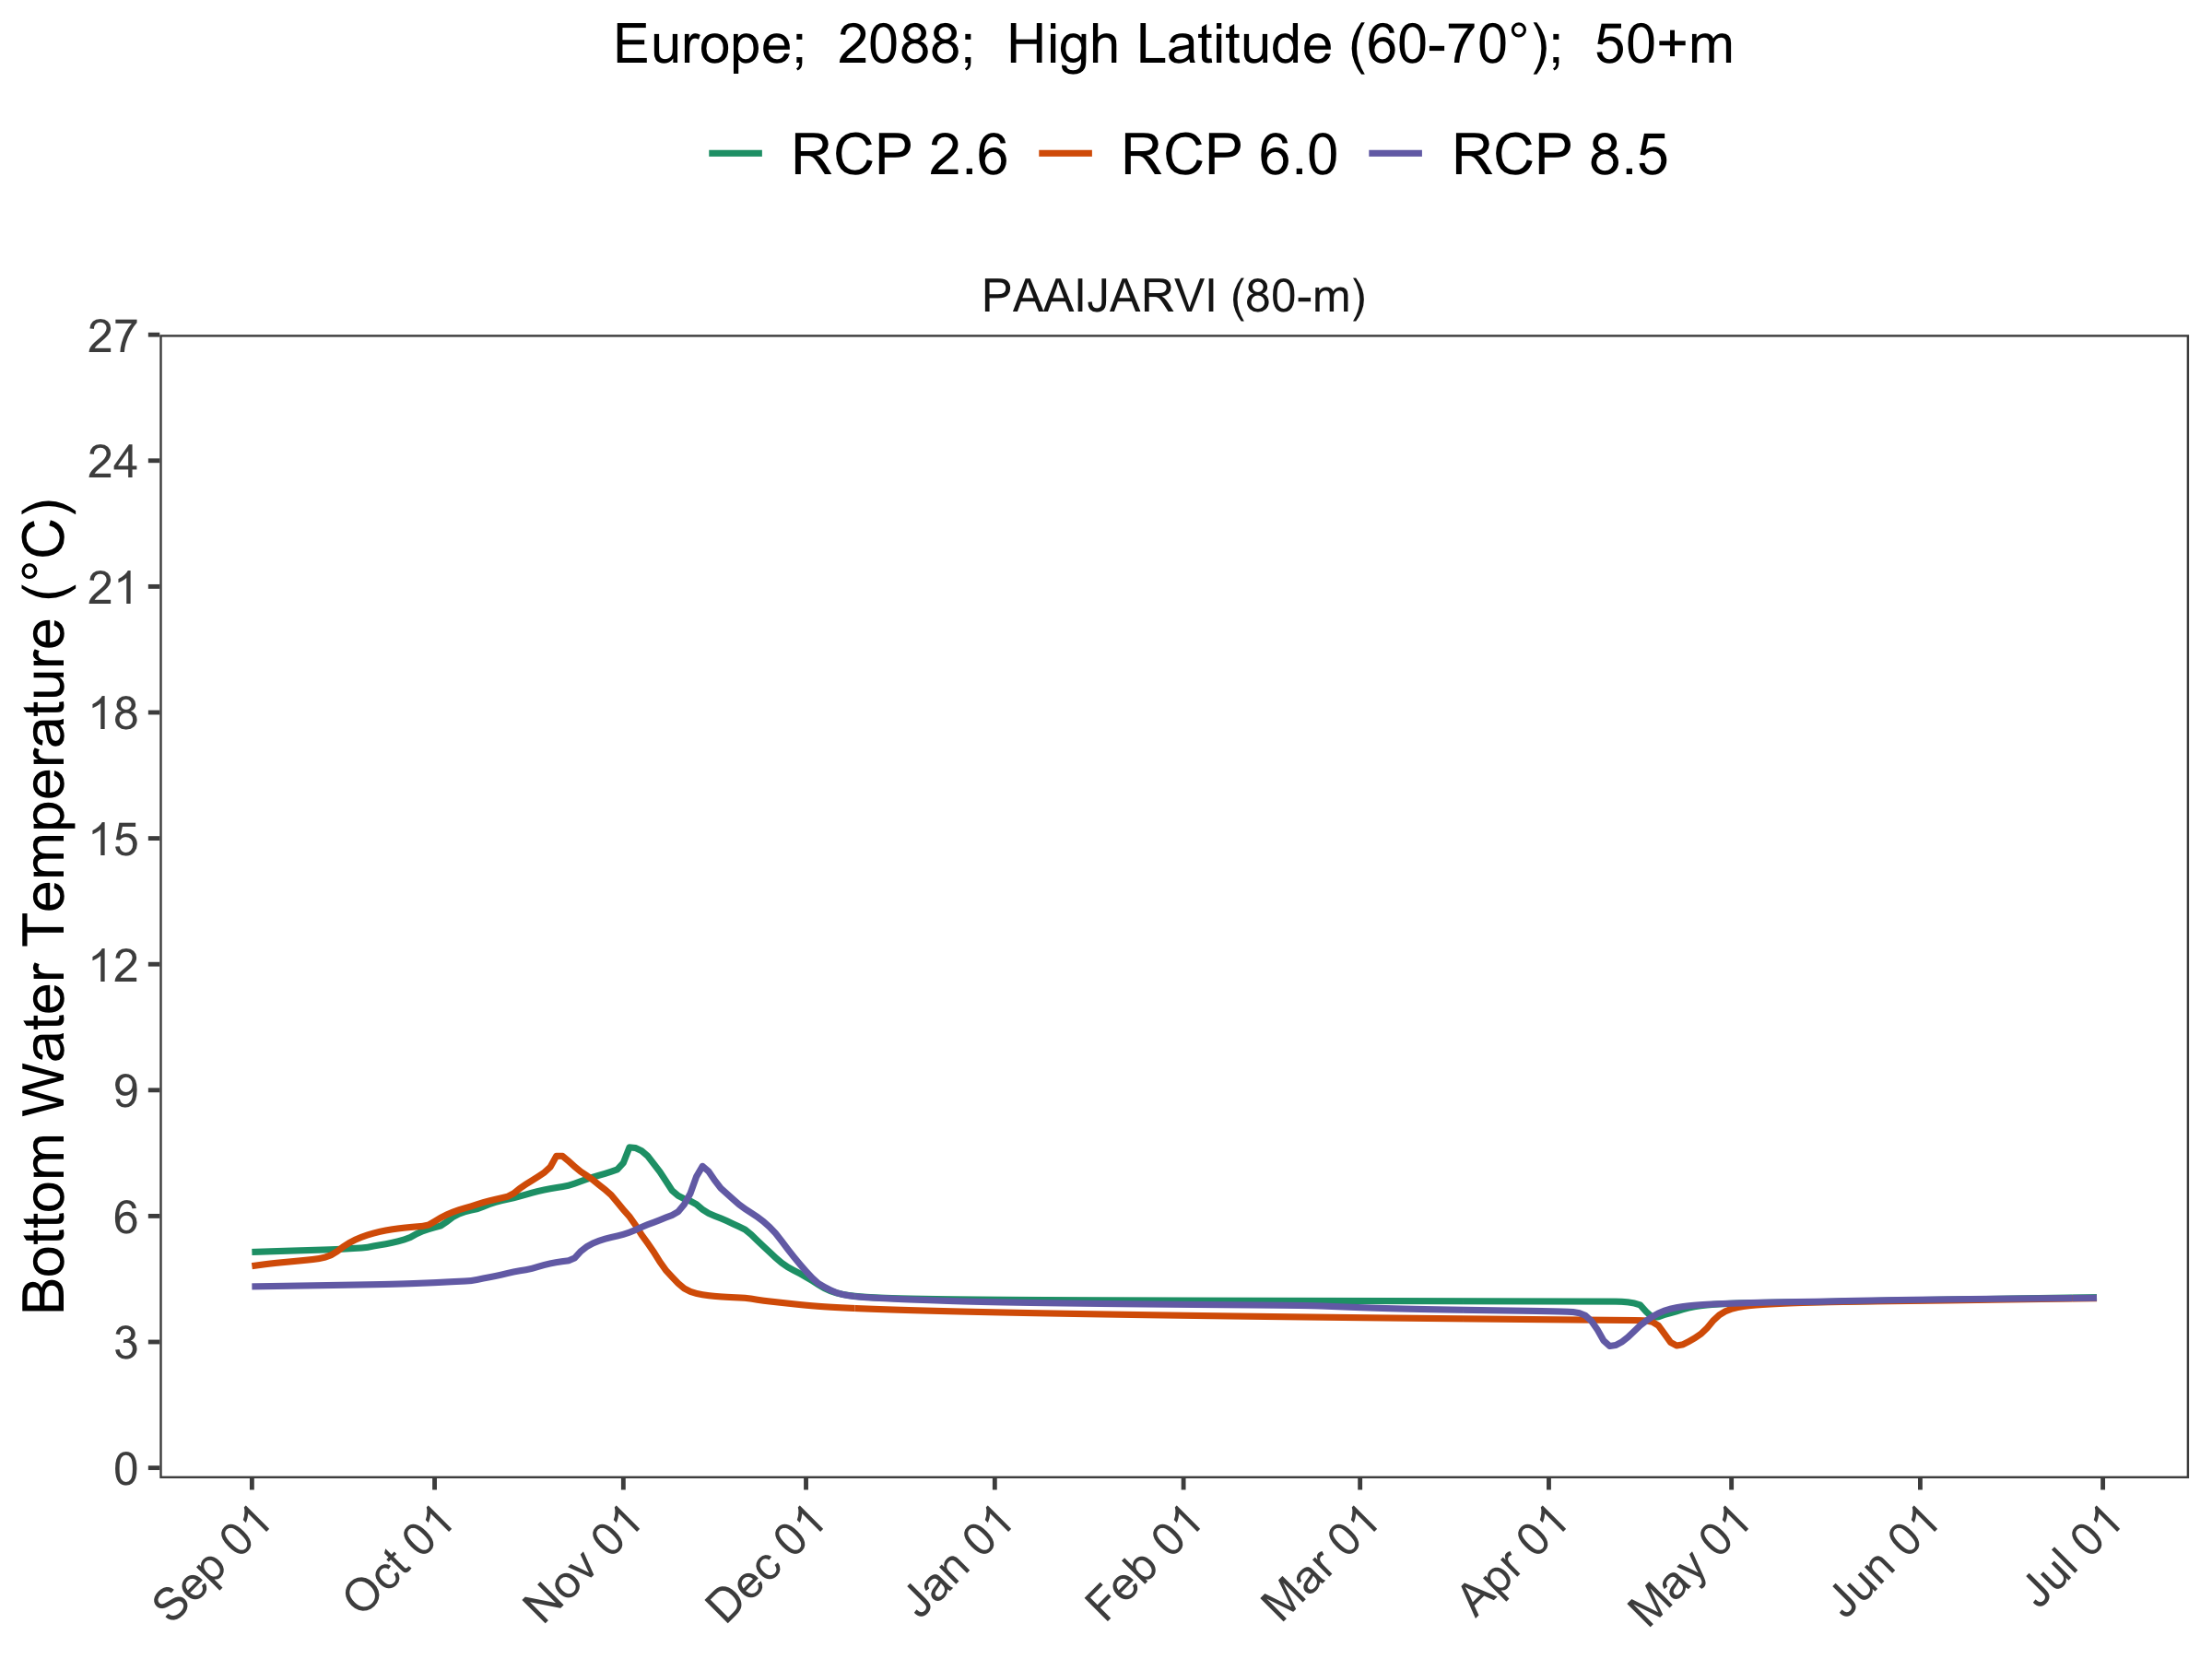 Europe; 2088; High Latitude (60-70°); 50+m
RCP 2.6 RCP 6.0 RCP 8.5
PAAIJARVI (80-m)
Bottom Water Temperature (°C)
27
24
21
18
15
12
9
6
3
0
Sep 01 Oct 01 Nov 01 Dec 01 Jan 01 Feb 01 Mar 01 Apr 01 May 01 Jun 01 Jul 01